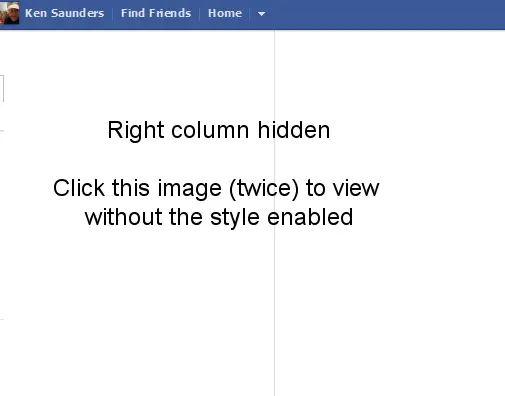 Ken Saunders Find Friends Home
Right column hidden
Click this image (twice) to view
without the style enabled